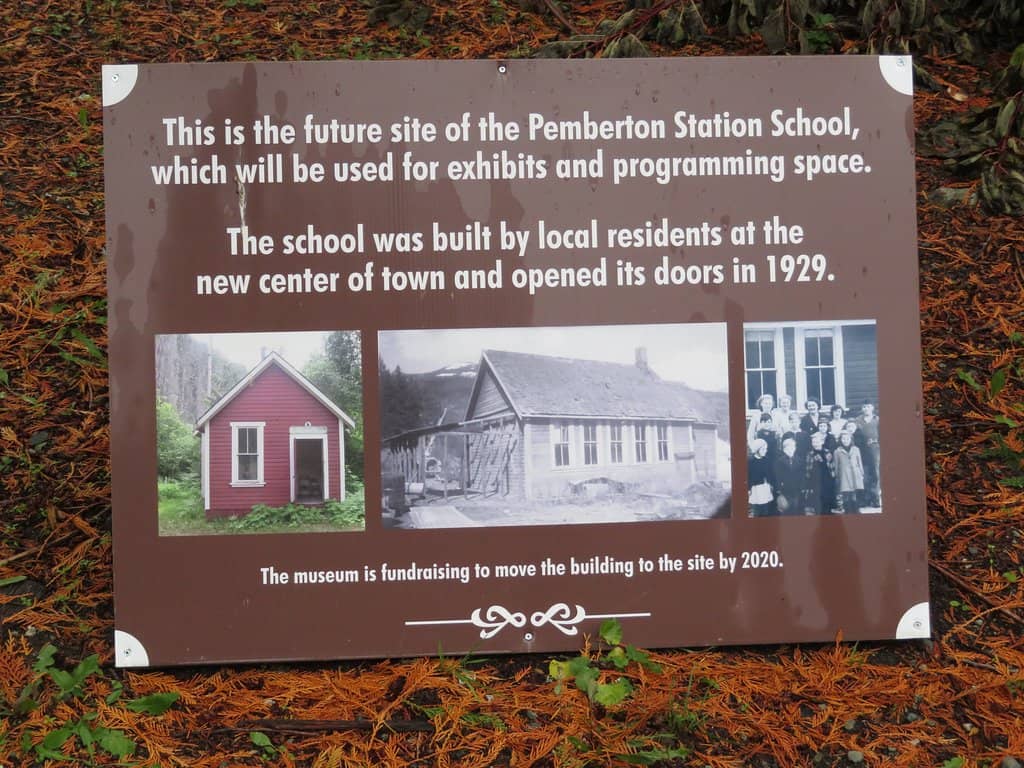 This is the future site of the Pemberton Station School,
which will be used for exhibits and programming space.
The school was built by local residents at the
new center of town and opened its doors in 1929.
The museum is fundraising to move the building to the site by 2020.